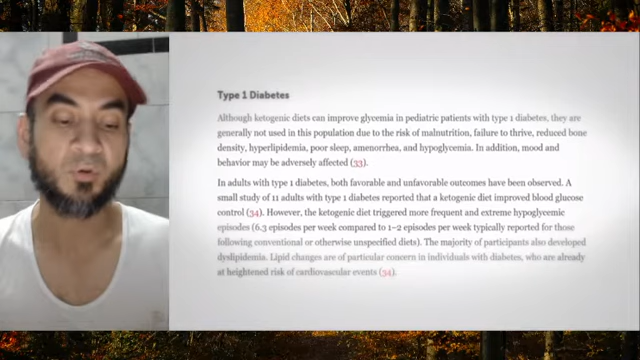 Type 1 Diabetes
Although ketogenic diets can improve glycemia in pediatric patients with type 1 diabetes, they are
generally not used in this population due to the risk of malnutrition, failure to thrive, reduced bone
density, hyperlipidemia, poor sleep, amenorrhea, and hypoglycemia. In addition, mood and
behavior may be adversely affected (33).
In adults with type 1 diabetes, both favorable and unfavorable outcomes have been observed. A
small study of 11 adults with type 1 diabetes reported that a ketogenic diet improved blood glucose
control (34). However, the ketogenic diet triggered more frequent and extreme hypoglycemic
episodes (6.3 episodes per week compared to 1–2 episodes per week typically reported for those
following conventional or otherwise unspecified diets). The majority of participants also developed
dyslipidemia. Lipid changes are of particular concern in individuals with diabetes, who are already
at heightened risk of cardiovascular events (34).